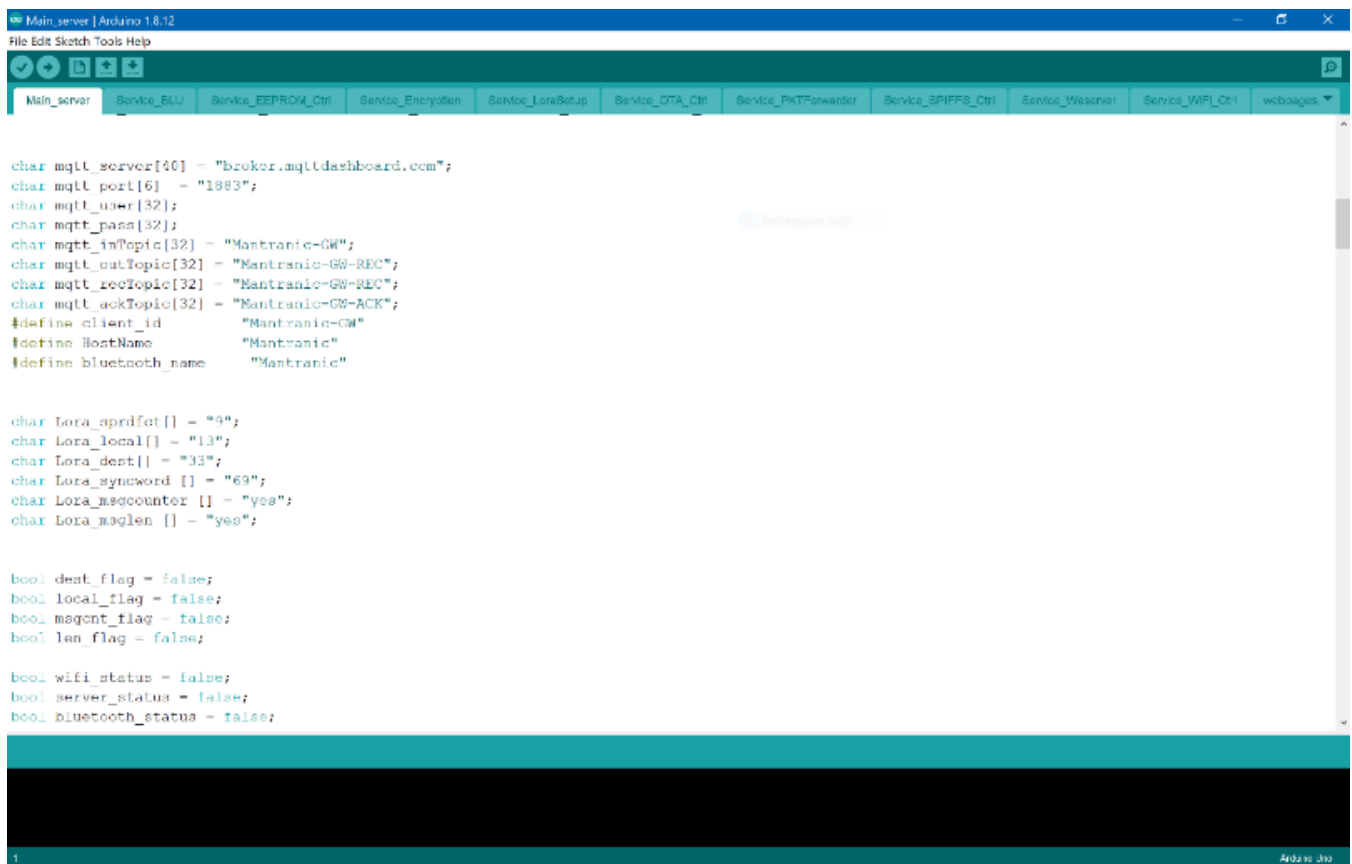 Main_server | Arduino 1.8.12
File Edit Sketch Tools Help
Main_server Service_BLU Service_EEPROM_Ctrl Service_Encryption Service_LoraSetup Service_OTA_Ctrl Service_PKTForwarder Service_SPIFFS_Ctrl Service_Weserver Service_WIFI_Ctrl webpages.
char mqtt_server[40] = "broker.mqttdashboard.com";
char mqtt_port[6] = "1883";
char mqtt_user[32];
char mqtt_pass[32];
char mqtt_inTopic[32] = "Mantranic-GW";
char mqtt_outTopic[32] = "Mantranic-GW-REC";
char mqtt_recTopic[32] = "Mantranic-GW-REC";
char mqtt_ackTopic[32] = "Mantranic-GW-ACK";
#define client_id "Mantranic-GW"
#define HostName "Mantranic"
#define bluetooth_name "Mantranic"
char Lora_sprdfct[] = "9";
char Lora_local[] = "13";
char Lora_dest[] = "33";
char Lora_syncword [] = "69";
char Lora_msgcounter [] = "yes";
char Lora_msglen [] = "yes";
bool dest_flag = false;
bool local_flag = false;
bool msgcnt_flag = false;
bool len_flag = false;
bool wifi_status = false;
bool server_status = false;
bool bluetooth_status = false;
1
Arduino Uno